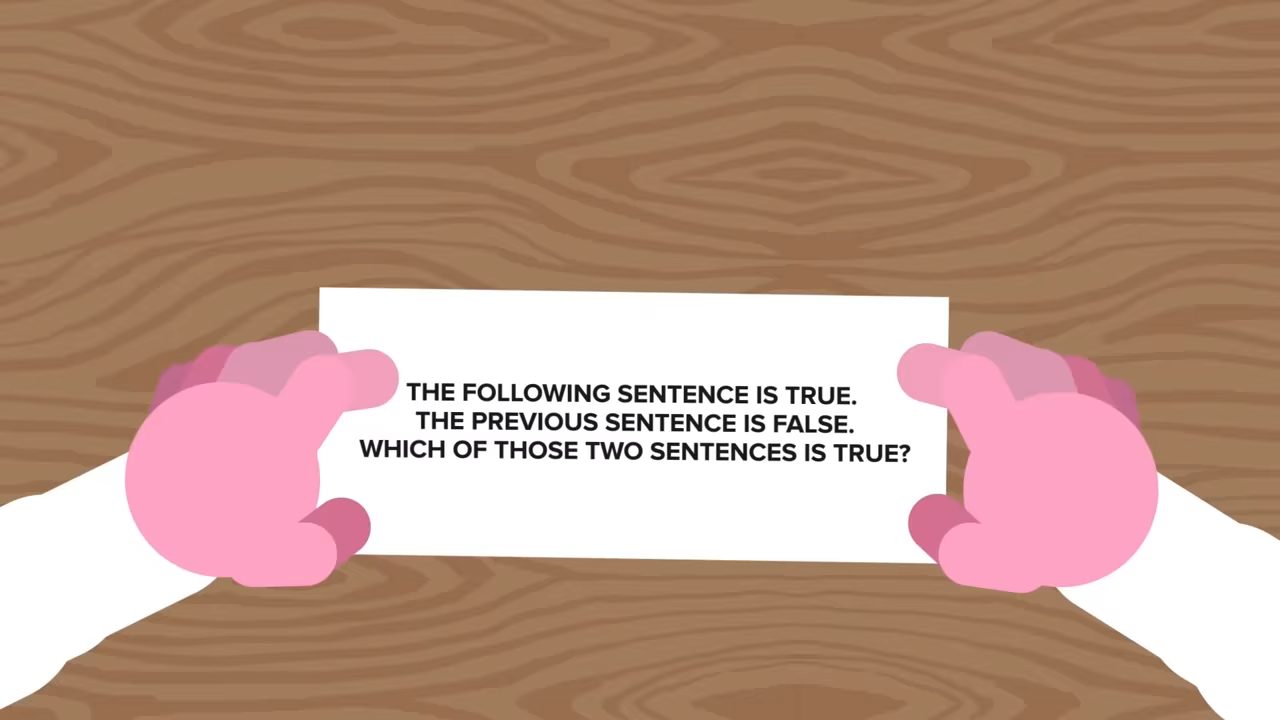 THE FOLLOWING SENTENCE IS TRUE.
THE PREVIOUS SENTENCE IS FALSE.
WHICH OF THOSE TWO SENTENCES IS TRUE?